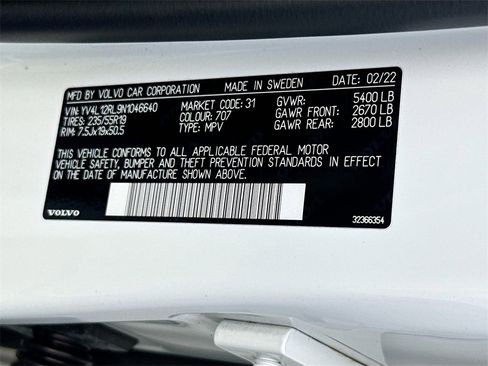 MFD BY VOLVO CAR CORPORATION MADE IN SWEDEN DATE: 02/22
VIN: YV4L12RL9N1046640 MARKET CODE: 31 GVWR: 5400 LB
TIRES: 235/55R19 COLOUR: 707 GAWR FRONT: 2670 LB
RIM: 7.5Jx19x50.5 TYPE: MPV GAWR REAR: 2800 LB
THIS VEHICLE CONFORMS TO ALL APPLICABLE FEDERAL MOTOR
VEHICLE SAFETY, BUMPER AND THEFT PREVENTION STANDARDS IN EFFECT
ON THE DATE OF MANUFACTURE SHOWN ABOVE.
VOLVO 32366354